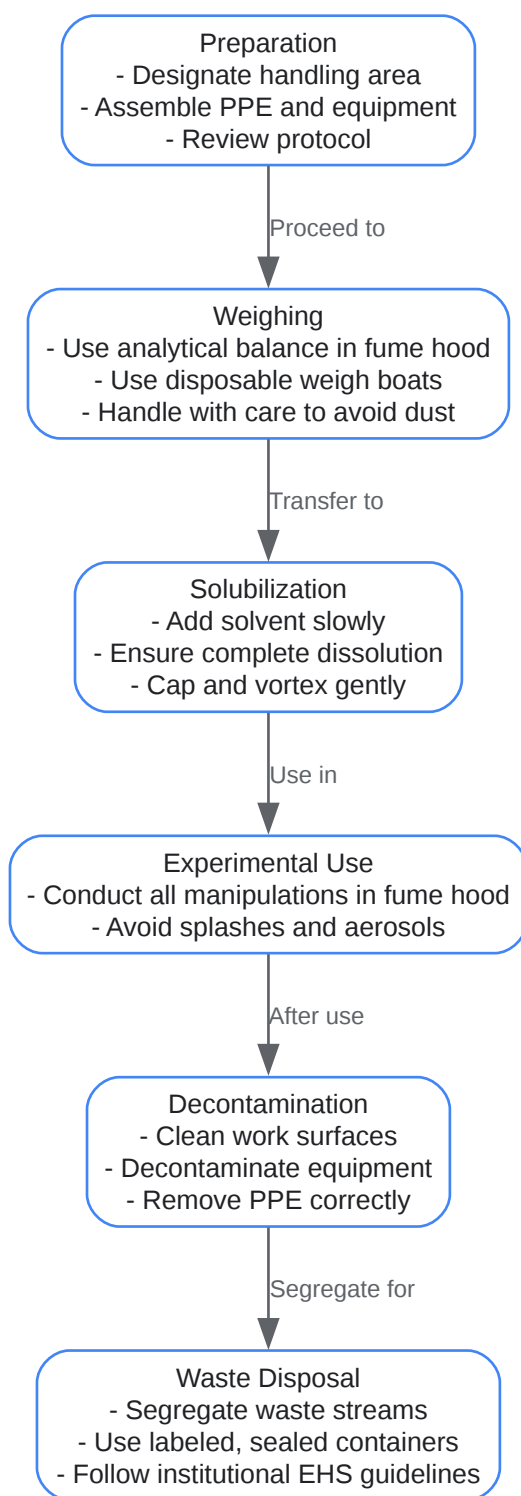 Preparation
- Designate handling area
- Assemble PPE and equipment
- Review protocol
Proceed to
Weighing
- Use analytical balance in fume hood
- Use disposable weigh boats
- Handle with care to avoid dust
Transfer to
Solubilization
- Add solvent slowly
- Ensure complete dissolution
- Cap and vortex gently
Use in
Experimental Use
- Conduct all manipulations in fume hood
- Avoid splashes and aerosols
After use
Decontamination
- Clean work surfaces
- Decontaminate equipment
- Remove PPE correctly
Segregate for
Waste Disposal
- Segregate waste streams
- Use labeled, sealed containers
- Follow institutional EHS guidelines